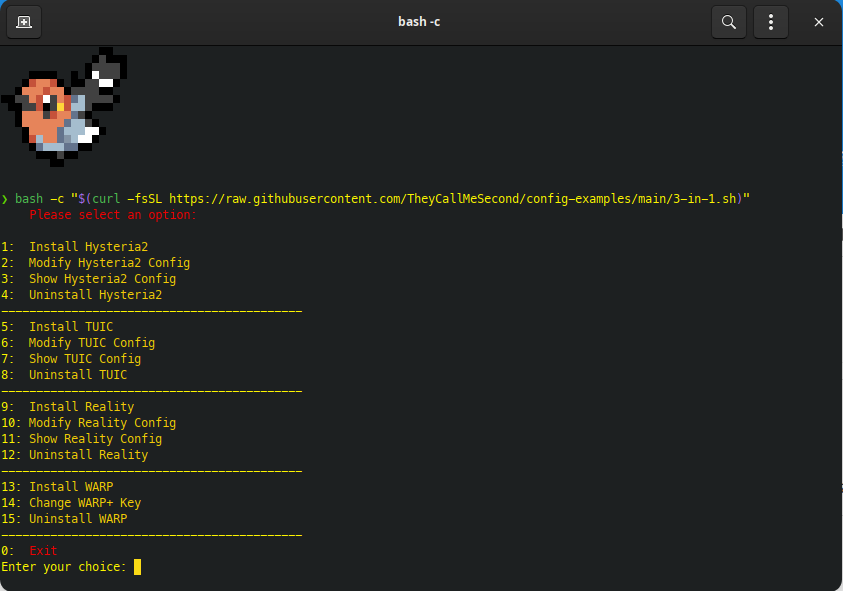 bash -c
❯ bash -c "$(curl -fsSL https://raw.githubusercontent.com/TheyCallMeSecond/config-examples/main/3-in-1.sh)"
Please select an option:
1: Install Hysteria2
2: Modify Hysteria2 Config
3: Show Hysteria2 Config
4: Uninstall Hysteria2
-------------------------------------------
5: Install TUIC
6: Modify TUIC Config
7: Show TUIC Config
8: Uninstall TUIC
-------------------------------------------
9: Install Reality
10: Modify Reality Config
11: Show Reality Config
12: Uninstall Reality
-------------------------------------------
13: Install WARP
14: Change WARP+ Key
15: Uninstall WARP
-------------------------------------------
0: Exit
Enter your choice: